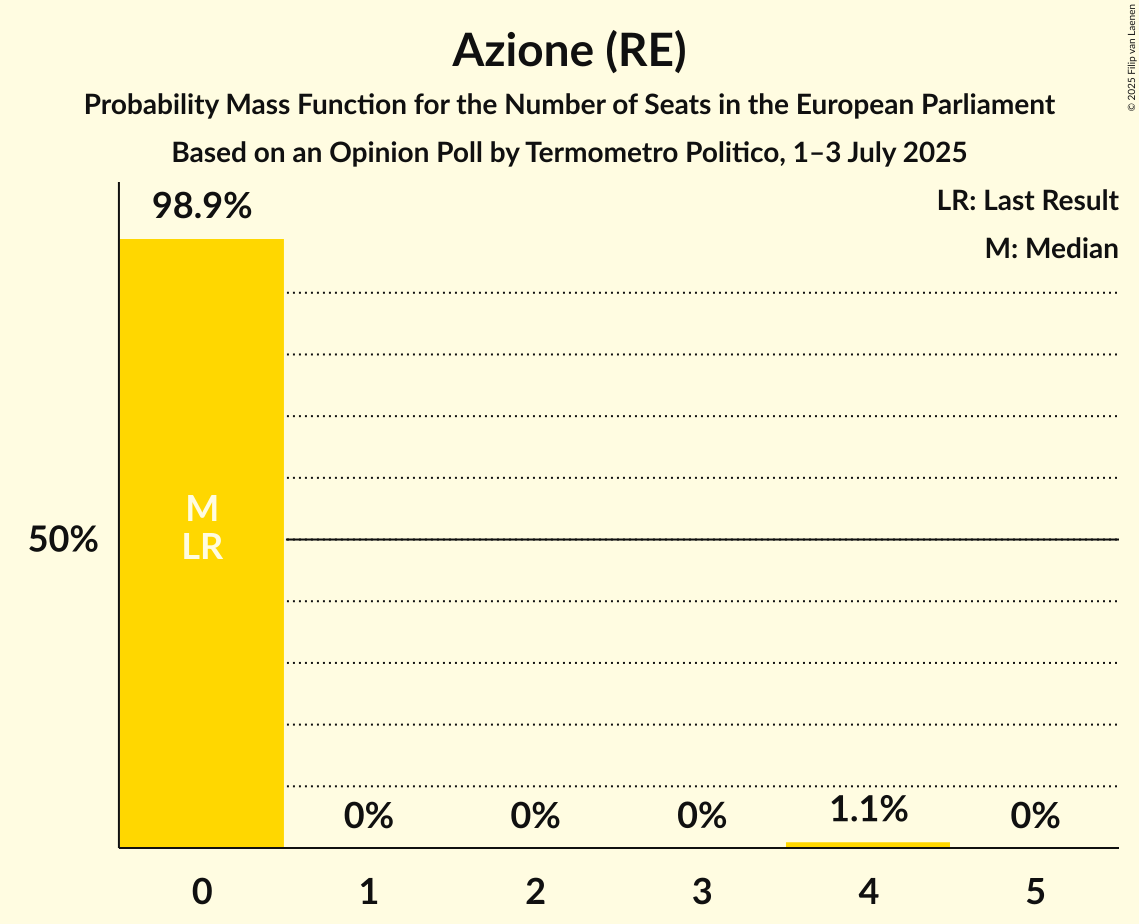 Azione (RE)
Probability Mass Function for the Number of Seats in the European Parliament
Based on an Opinion Poll by Termometro Politico, 1–3 July 2025
© 2025 Filip van Laenen
LR: Last Result
M: Median
98.9%
M
LR
50%
0%
0%
0%
1.1%
0%
0
1
2
3
4
5